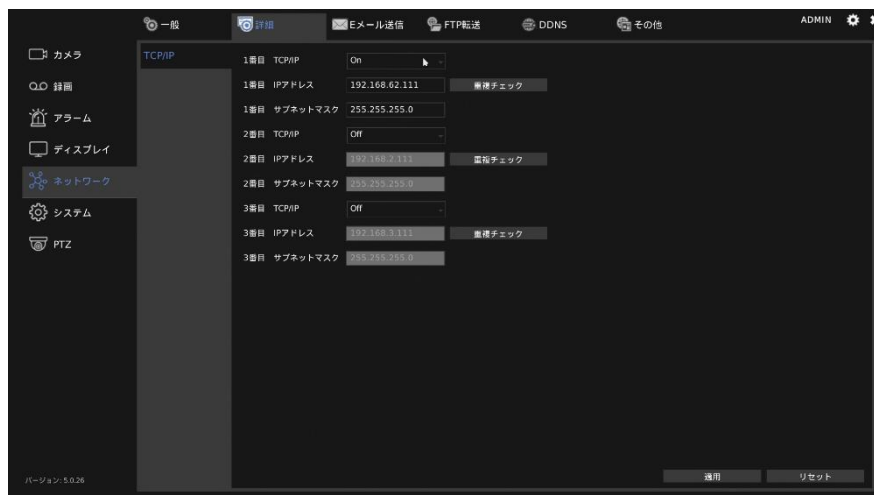 一般 詳細 Eメール送信 FTP転送 DDNS その他 ADMIN
カメラ
録画
アラーム
ディスプレイ
ネットワーク
システム
PTZ
TCP/IP
1番目 TCP/IP On
1番目 IPアドレス 192.168.62.111 重複チェック
1番目 サブネットマスク 255.255.255.0
2番目 TCP/IP Off
2番目 IPアドレス 192.168.2.111 重複チェック
2番目 サブネットマスク 255.255.255.0
3番目 TCP/IP Off
3番目 IPアドレス 192.168.3.111 重複チェック
3番目 サブネットマスク 255.255.255.0
バージョン: 5.0.26
適用 リセット